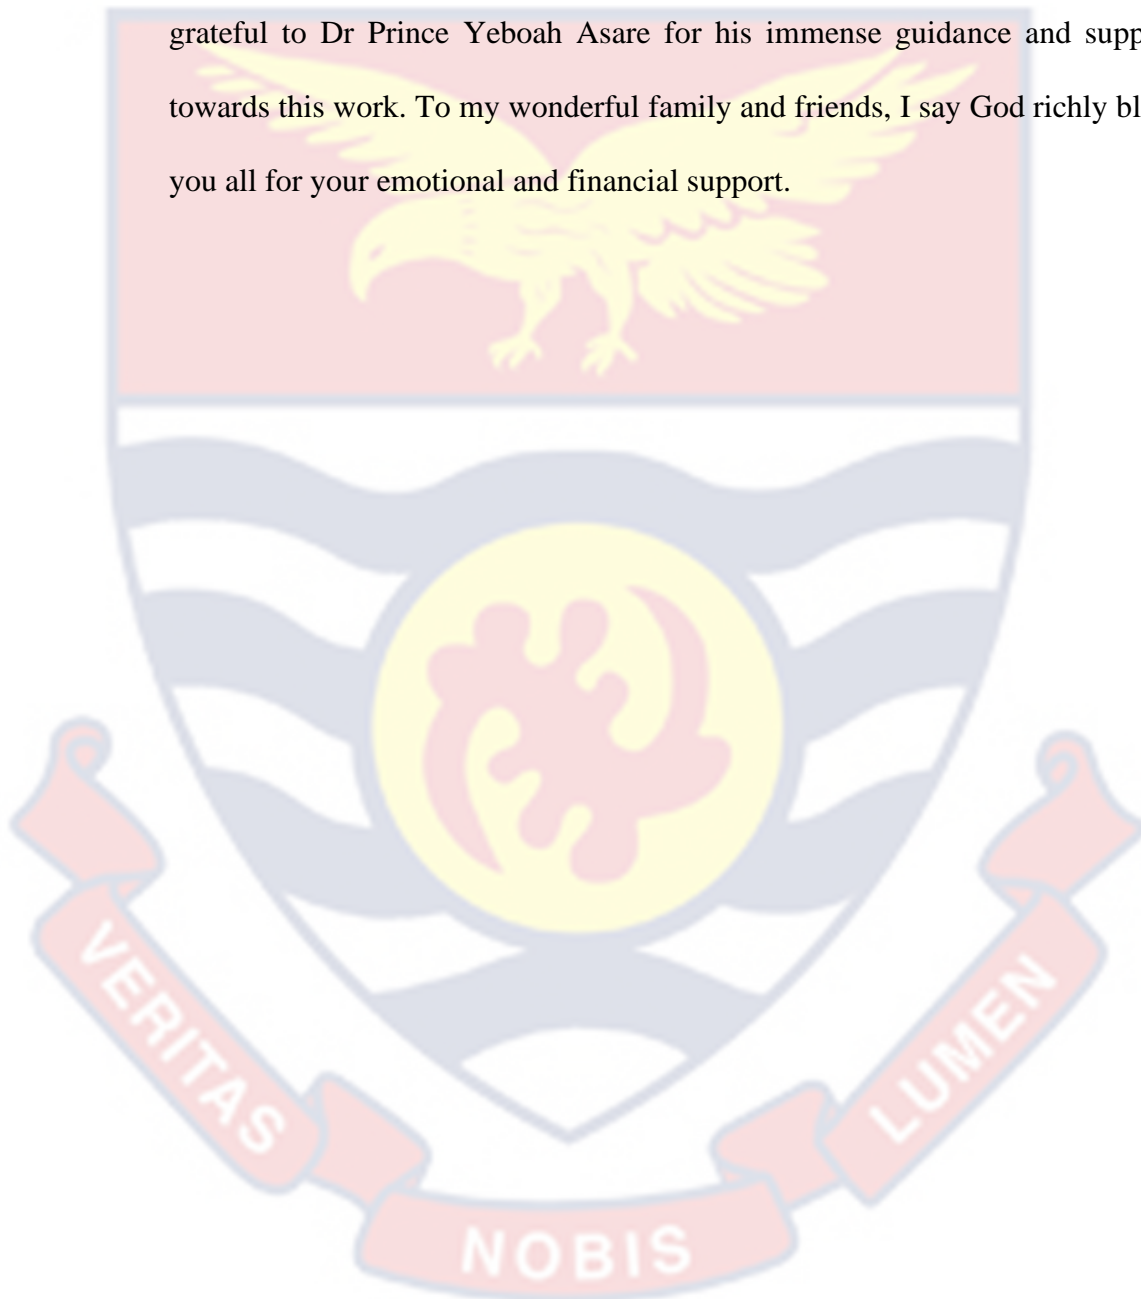 grateful to Dr Prince Yeboah Asare for his immense guidance and supp
towards this work. To my wonderful family and friends, I say God richly bl
you all for your emotional and financial support.
VERITAS
NOBIS
LUMEN